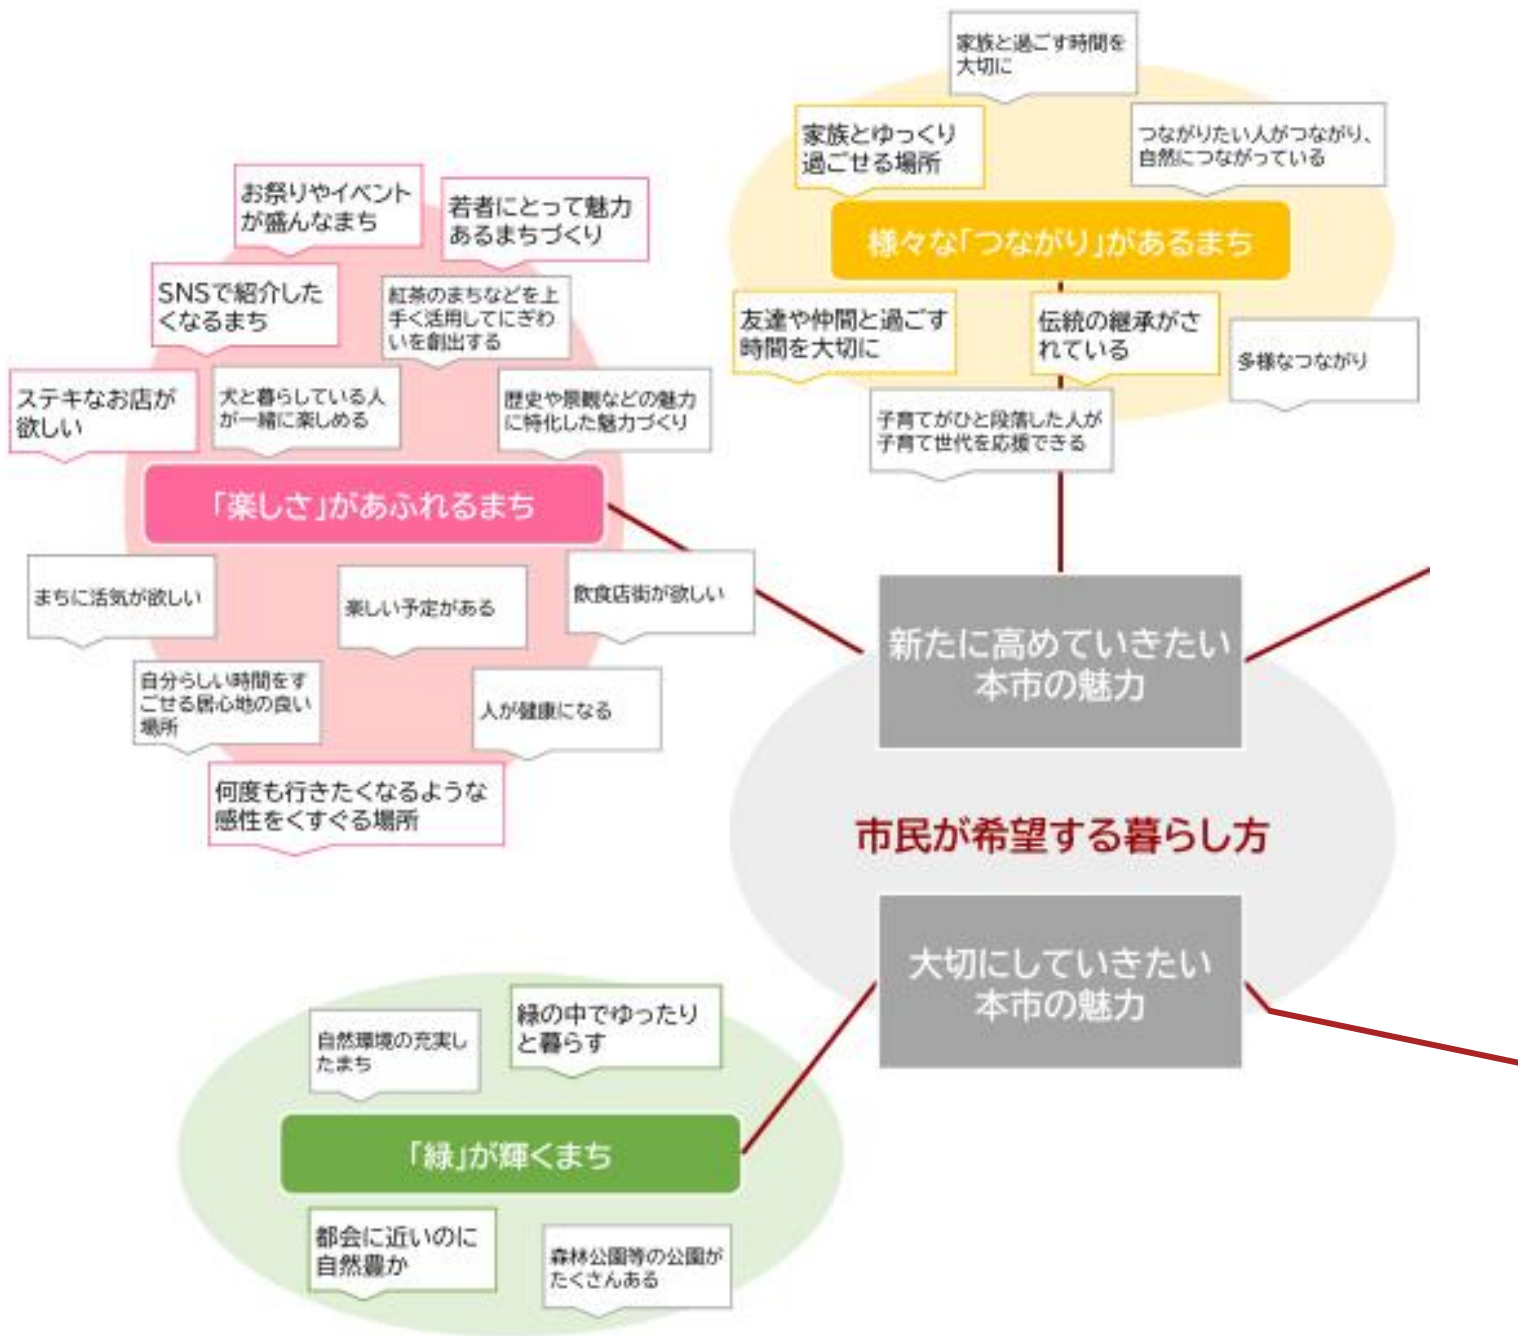 家族と過ごす時間を
大切に
家族とゆっくり
過ごせる場所
つながりたい人がつながり、
自然につながっている
様々な「つながり」があるまち
友達や仲間と過ごす
時間を大切に
伝統の継承がさ
れている
多様なつながり
子育てがひと段落した人が
子育て世代を応援できる
お祭りやイベント
が盛んなまち
若者にとって魅力
あるまちづくり
SNSで紹介した
くなるまち
紅茶のまちなどを上
手く活用してにぎわ
いを創出する
ステキなお店が
欲しい
犬と暮らしている人
が一緒に楽しめる
歴史や景観などの魅力
に特化した魅力づくり
「楽しさ」があふれるまち
まちに活気が欲しい
楽しい予定がある
飲食店街が欲しい
自分らしい時間をす
ごせる居心地の良い
場所
人が健康になる
何度も行きたくなるような
感性をくすぐる場所
新たに高めていきたい
本市の魅力
市民が希望する暮らし方
大切にしていきたい
本市の魅力
自然環境の充実し
たまち
緑の中でゆったり
と暮らす
「緑」が輝くまち
都会に近いのに
自然豊か
森林公園等の公園が
たくさんある